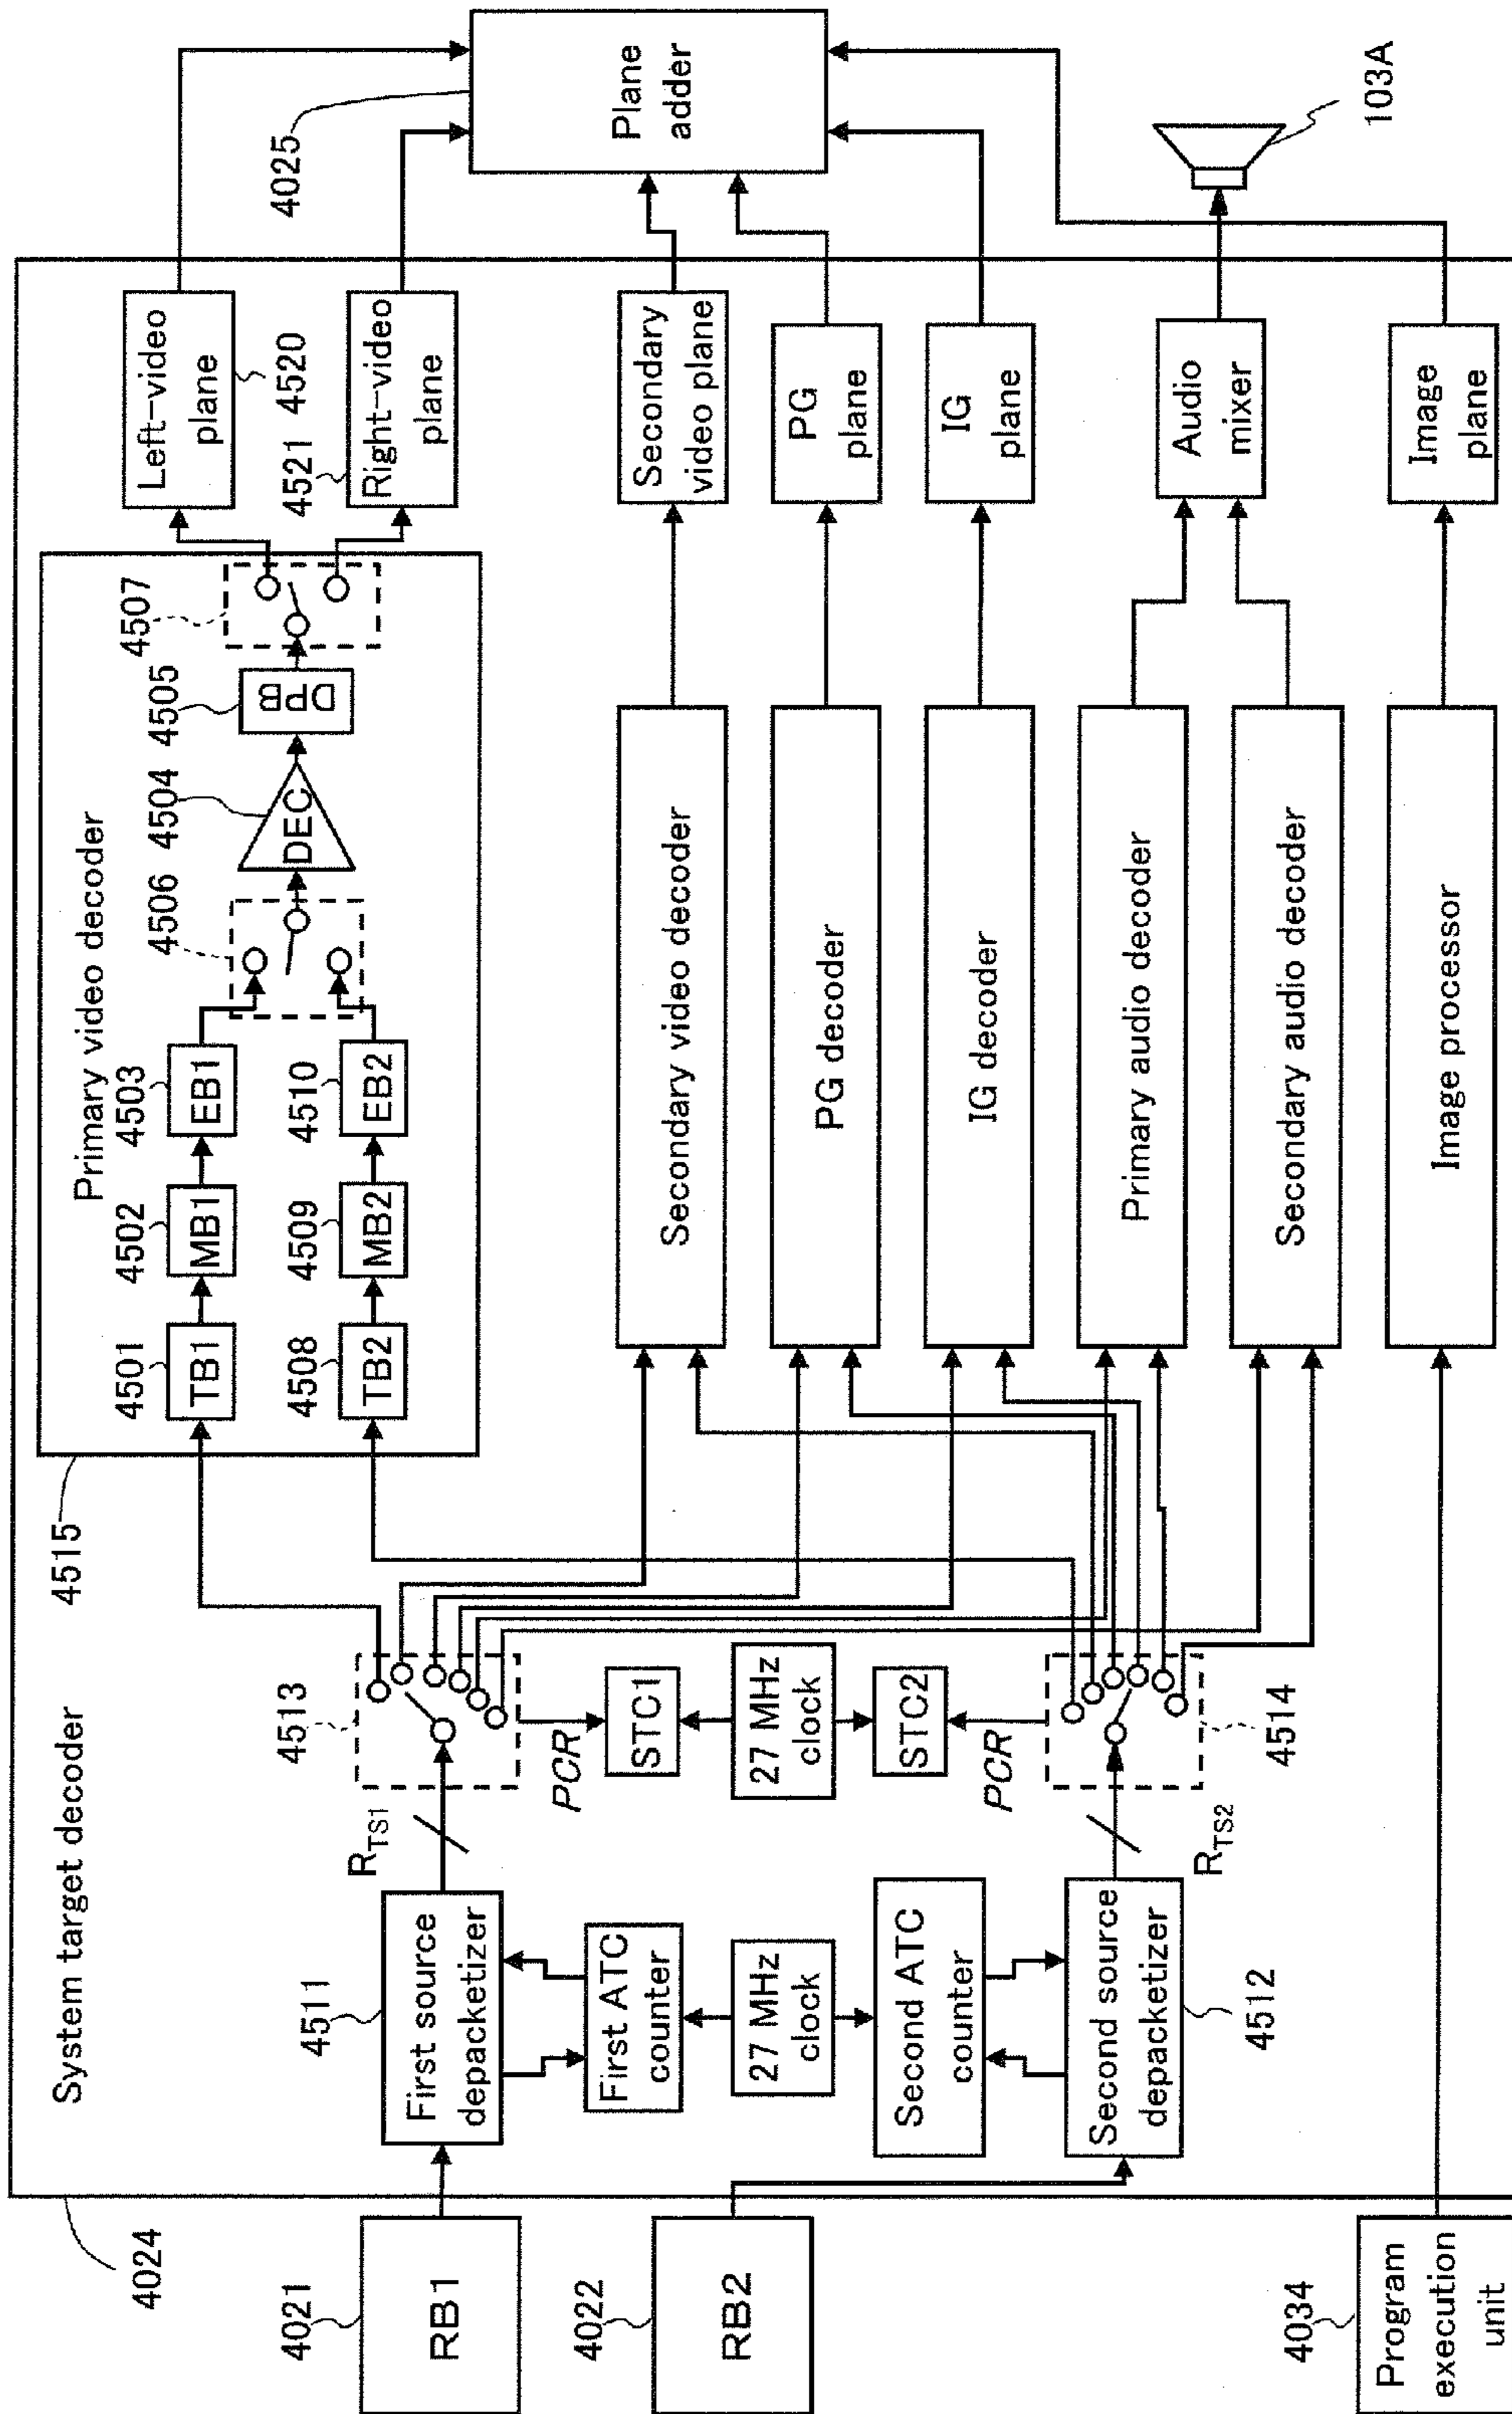 4024
System target decoder
4021
RB1
4022
RB2
4034
Program
execution
unit
4511
First source
depacketizer
First ATC
counter
27 MHz
clock
Second ATC
counter
Second source
depacketizer
4512
RTS1
RTS2
4513
PCR
STC1
27 MHz
clock
STC2
PCR
4514
4515
Primary video decoder
4501
TB1
4502
MB1
4503
EB1
4508
TB2
4509
MB2
4510
EB2
4506
4504
DEC
4505
DPB
4507
Secondary video decoder
PG decoder
IG decoder
Primary audio decoder
Secondary audio decoder
Image processor
Left-video
plane
4520
4521
Right-video
plane
Secondary
video plane
PG
plane
IG
plane
Audio
mixer
Image
plane
4025
Plane
adder
103A